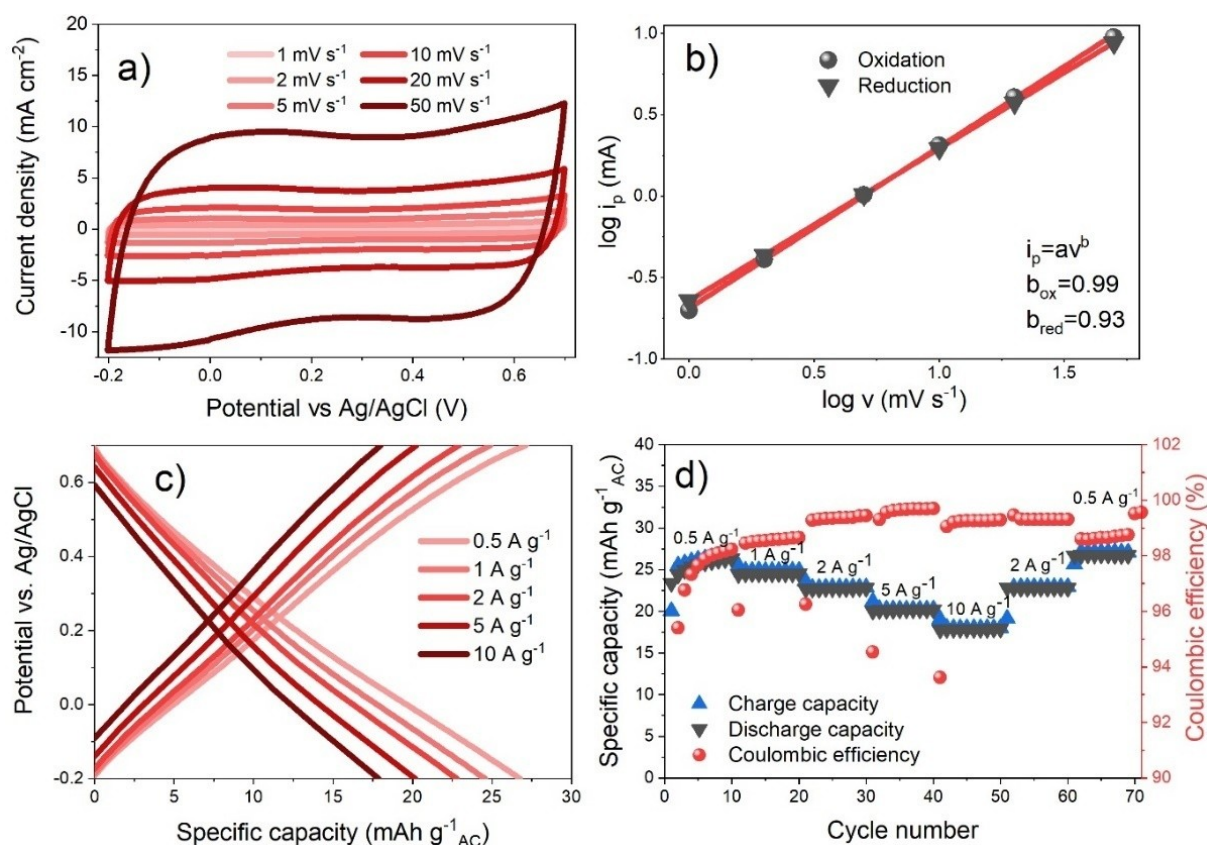 a)
20
15
10
5
0
-5
-10
1 mV s⁻¹
2 mV s⁻¹
5 mV s⁻¹
10 mV s⁻¹
20 mV s⁻¹
50 mV s⁻¹
Current density (mA cm⁻²)
-0.2 0.0 0.2 0.4 0.6
Potential vs Ag/AgCl (V)
b)
1.0
0.5
0.0
-0.5
-1.0
Oxidation
Reduction
log iₚ (mA)
iₚ=avᵇ
b_ox=0.99
b_red=0.93
0.0 0.5 1.0 1.5
log v (mV s⁻¹)
c)
0.6
0.4
0.2
0.0
-0.2
Potential vs. Ag/AgCl
0.5 A g⁻¹
1 A g⁻¹
2 A g⁻¹
5 A g⁻¹
10 A g⁻¹
0 5 10 15 20 25 30
Specific capacity (mAh g⁻¹_AC)
d)
40
35
30
25
20
15
10
5
0
Specific capacity (mAh g⁻¹_AC)
0.5 A g⁻¹
1 A g⁻¹
2 A g⁻¹
5 A g⁻¹
10 A g⁻¹
2 A g⁻¹
0.5 A g⁻¹
Charge capacity
Discharge capacity
Coulombic efficiency
102
100
98
96
94
92
90
Coulombic efficiency (%)
0 10 20 30 40 50 60 70
Cycle number